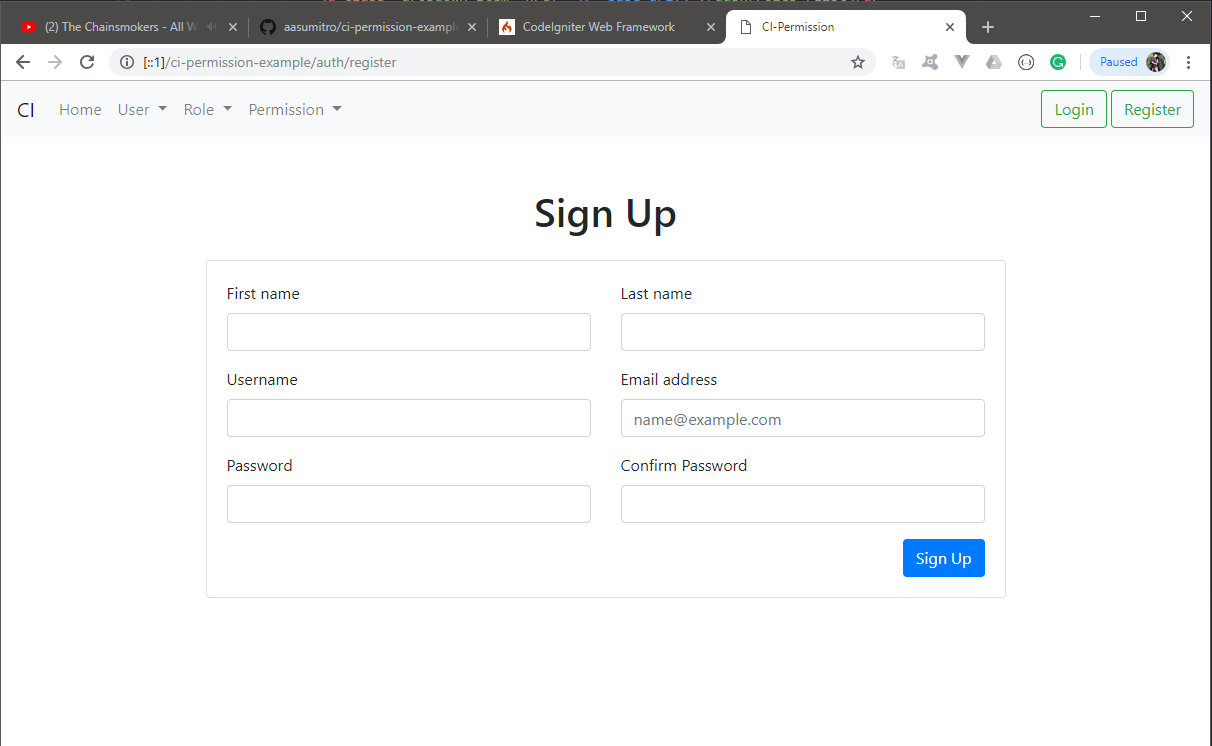 (2) The Chainsmokers - All W
aasumitro/ci-permission-example
CodeIgniter Web Framework
CI-Permission
[::1]/ci-permission-example/auth/register
Paused
CI Home User Role Permission Login Register
Sign Up
First name Last name
Username Email address
name@example.com
Password Confirm Password
Sign Up